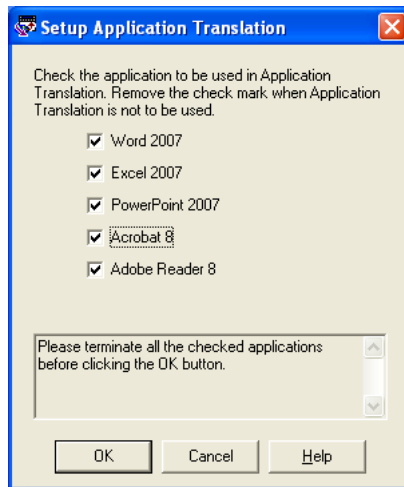 Setup Application Translation
Check the application to be used in Application
Translation. Remove the check mark when Application
Translation is not to be used.
Word 2007
Excel 2007
PowerPoint 2007
Acrobat 8
Adobe Reader 8
Please terminate all the checked applications
before clicking the OK button.
OK
Cancel
Help